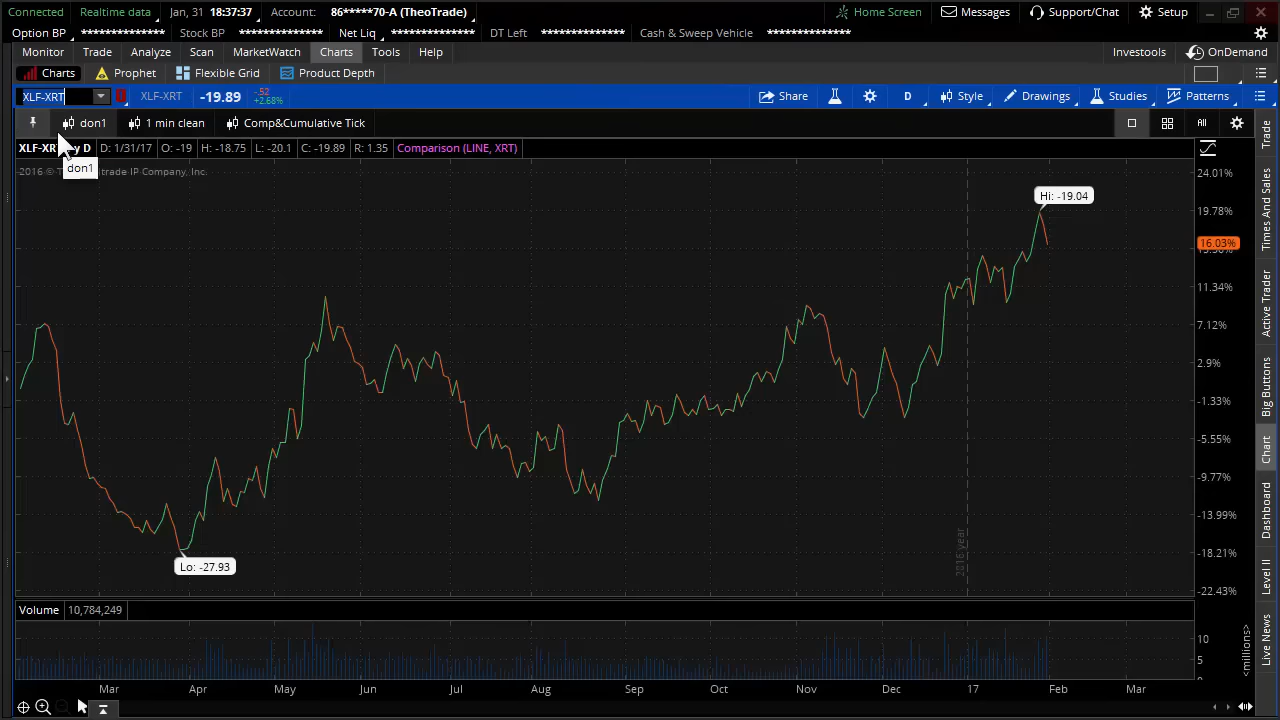 Connected Realtime data Jan, 31 18:37:37 Account: 86*****70-A (TheoTrade) Home Screen Messages Support/Chat Setup
Option BP ************** Stock BP ************** Net Liq ************** DT Left ************** Cash & Sweep Vehicle **************
Monitor Trade Analyze Scan MarketWatch Charts Tools Help Investools OnDemand
Charts Prophet Flexible Grid Product Depth
XLF-XRT XLF-XRT -19.89 -.52 +2.68% Share D Style Drawings Studies Patterns
don1 1 min clean Comp&Cumulative Tick All
D: 1/31/17 O: -19 H: -18.75 L: -20.1 C: -19.89 R: 1.35 Comparison (LINE, XRT)
don1
24.01%
Hi: -19.04
19.78%
16.03%
11.34%
7.12%
2.9%
-1.33%
-5.55%
-9.77%
-13.99%
-18.21%
Lo: -27.93
-22.43%
2016 year
Volume 10,784,249
10
5
<millions>
Mar Apr May Jun Jul Aug Sep Oct Nov Dec 17 Feb Mar
Trade
Times And Sales
Active Trader
Big Buttons
Chart
Dashboard
Level II
Live News